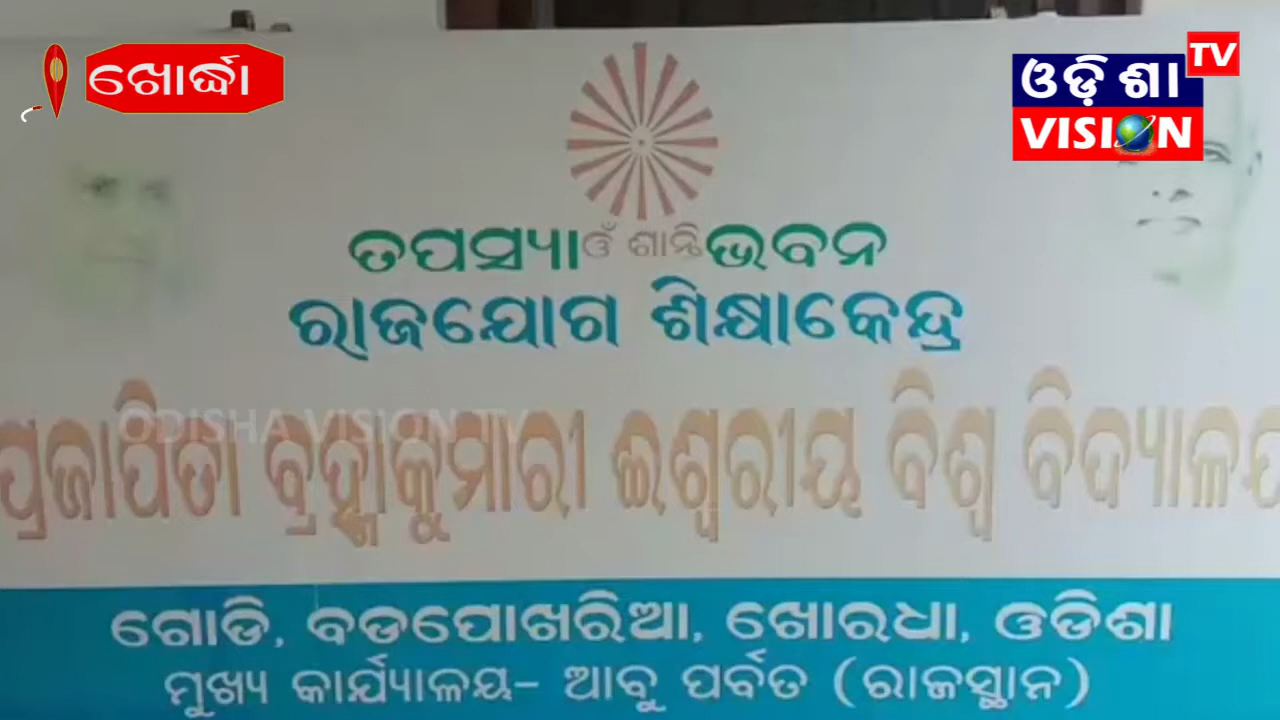 ଖୋର୍ଦ୍ଧା
ଓଡ଼ିଶା TV
VISION
ତପସ୍ୟା ଓଁ ଶାନ୍ତି ଭବନ
ରାଜଯୋଗ ଶିକ୍ଷାକେନ୍ଦ୍ର
ପ୍ରଜାପିତା ବ୍ରହ୍ମାକୁମାରୀ ଈଶ୍ୱରୀୟ ବିଶ୍ୱ ବିଦ୍ୟାଳୟ
ODISHA VISION TV
ଗୋଡି, ବଡପୋଖରିଆ, ଖୋରଧା, ଓଡିଶା
ମୁଖ୍ୟ କାର୍ଯ୍ୟାଳୟ- ଆବୁ ପର୍ବତ (ରାଜସ୍ଥାନ)